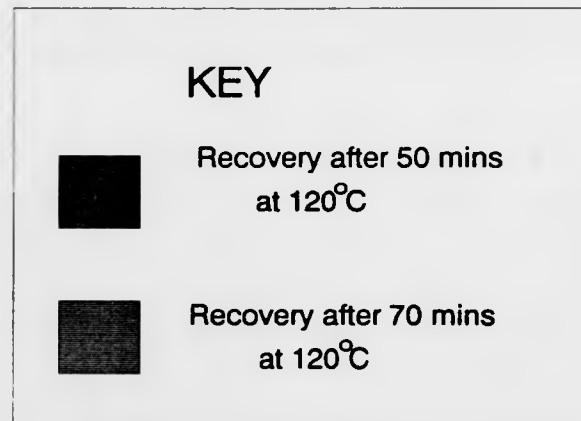 KEY
Recovery after 50 mins
at 120°C
Recovery after 70 mins
at 120°C